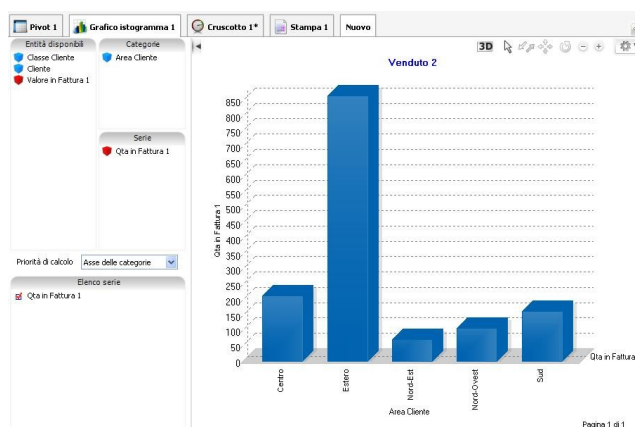 Pivot 1
Grafico istogramma 1
Cruscotto 1*
Stampa 1
Nuovo
Entità disponibili
Classe Cliente
Cliente
Valore in Fattura 1
Categorie
Area Cliente
Serie
Qta in Fattura 1
Priorità di calcolo
Asse delle categorie
Elenco serie
Qta in Fattura 1
3D
Venduto 2
Qta in Fattura 1
850
800
750
700
650
600
550
500
450
400
350
300
250
200
150
100
50
0
Centro
Estero
Nord-Est
Nord-Ovest
Sud
Qta in Fattura
Area Cliente
Pagina 1 di 1